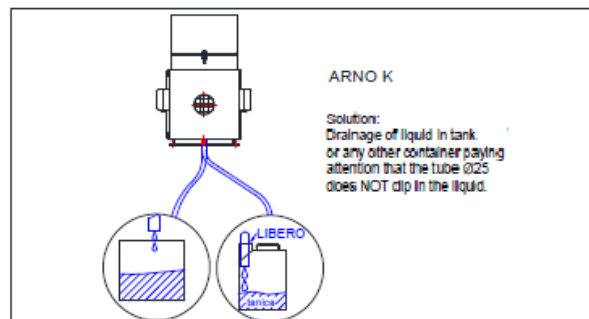 ARNO K
Solution:
Drainage of liquid in tank
or any other container paying
attention that the tube Ø25
does NOT dip in the liquid.
LIBERO
tanica